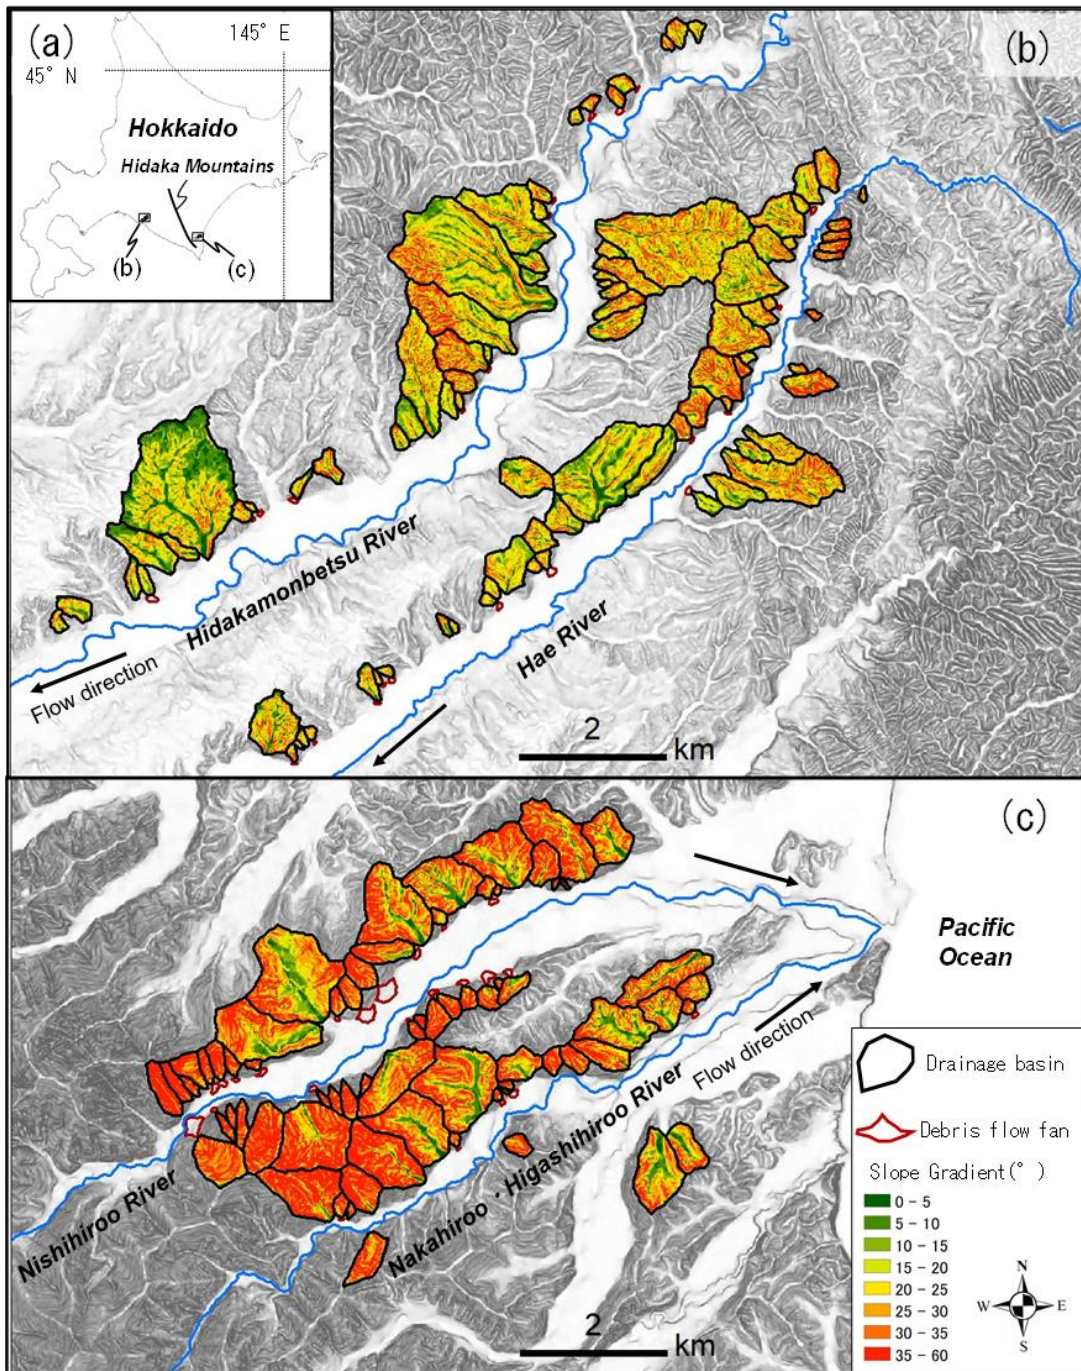 (a)
145° E
45° N
Hokkaido
Hidaka Mountains
(b)
(c)
(b)
Hidakamonbetsu River
Hae River
Flow direction
2
km
(c)
Pacific
Ocean
Nishihiroo River
Nakahiroo・Higashihiroo River
Flow direction
2
km
Drainage basin
Debris flow fan
Slope Gradient(°)
0 - 5
5 - 10
10 - 15
15 - 20
20 - 25
25 - 30
30 - 35
35 - 60
N
W
E
S